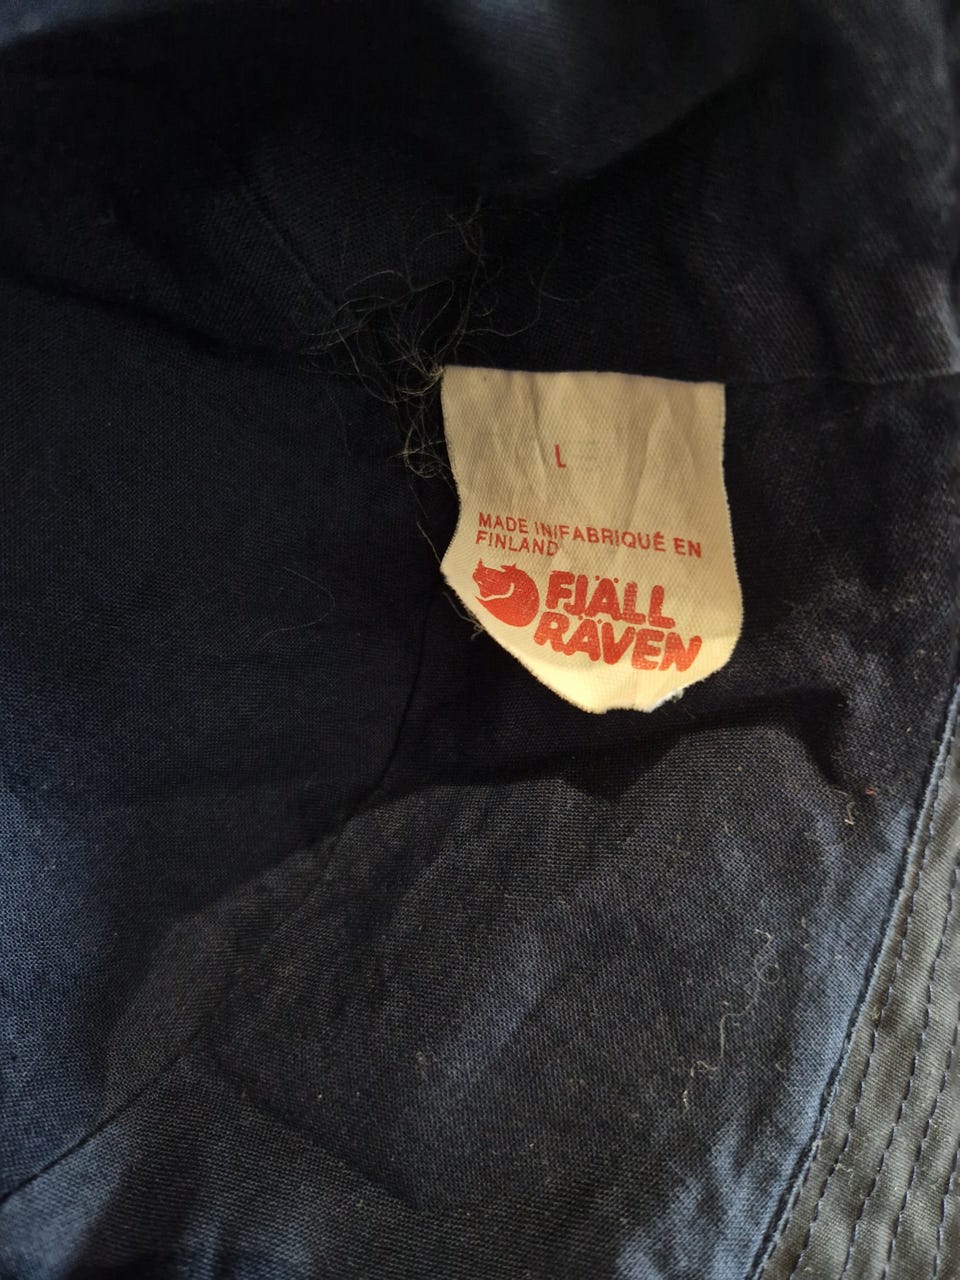 L
MADE IN/FABRIQUÉ EN
FINLAND
FJÄLL
RÄVEN